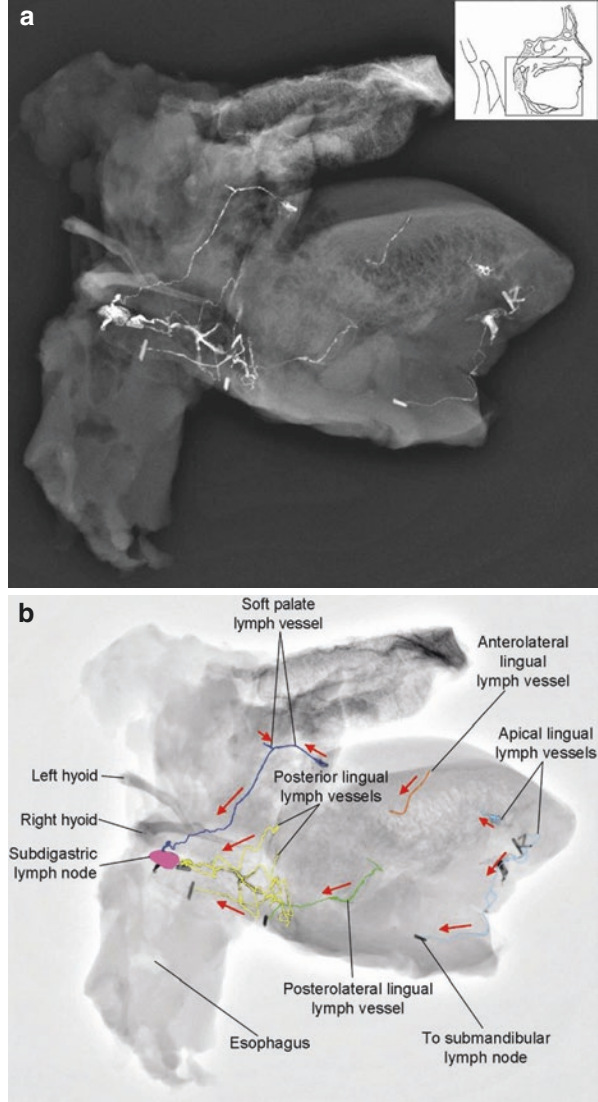 a
b
Soft palate
lymph vessel
Anterolateral
lingual
lymph vessel
Apical lingual
lymph vessels
Posterior lingual
lymph vessels
Left hyoid
Right hyoid
Subdigastric
lymph node
Posterolateral lingual
lymph vessel
Esophagus
To submandibular
lymph node